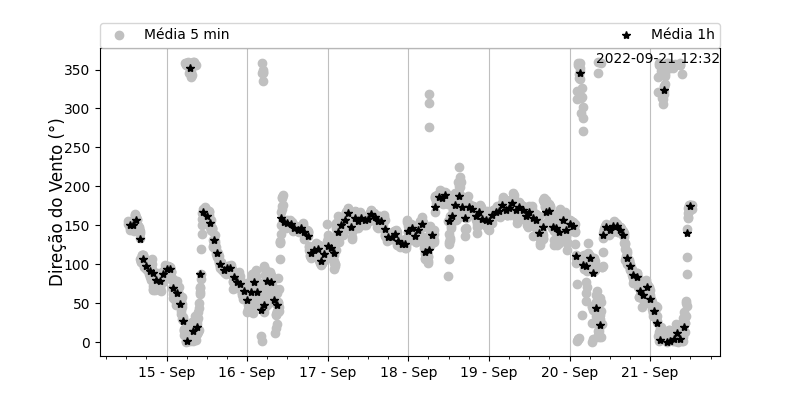 Média 5 min
Média 1h
2022-09-21 12:32
Direção do Vento (°)
350
300
250
200
150
100
50
0
15 - Sep
16 - Sep
17 - Sep
18 - Sep
19 - Sep
20 - Sep
21 - Sep